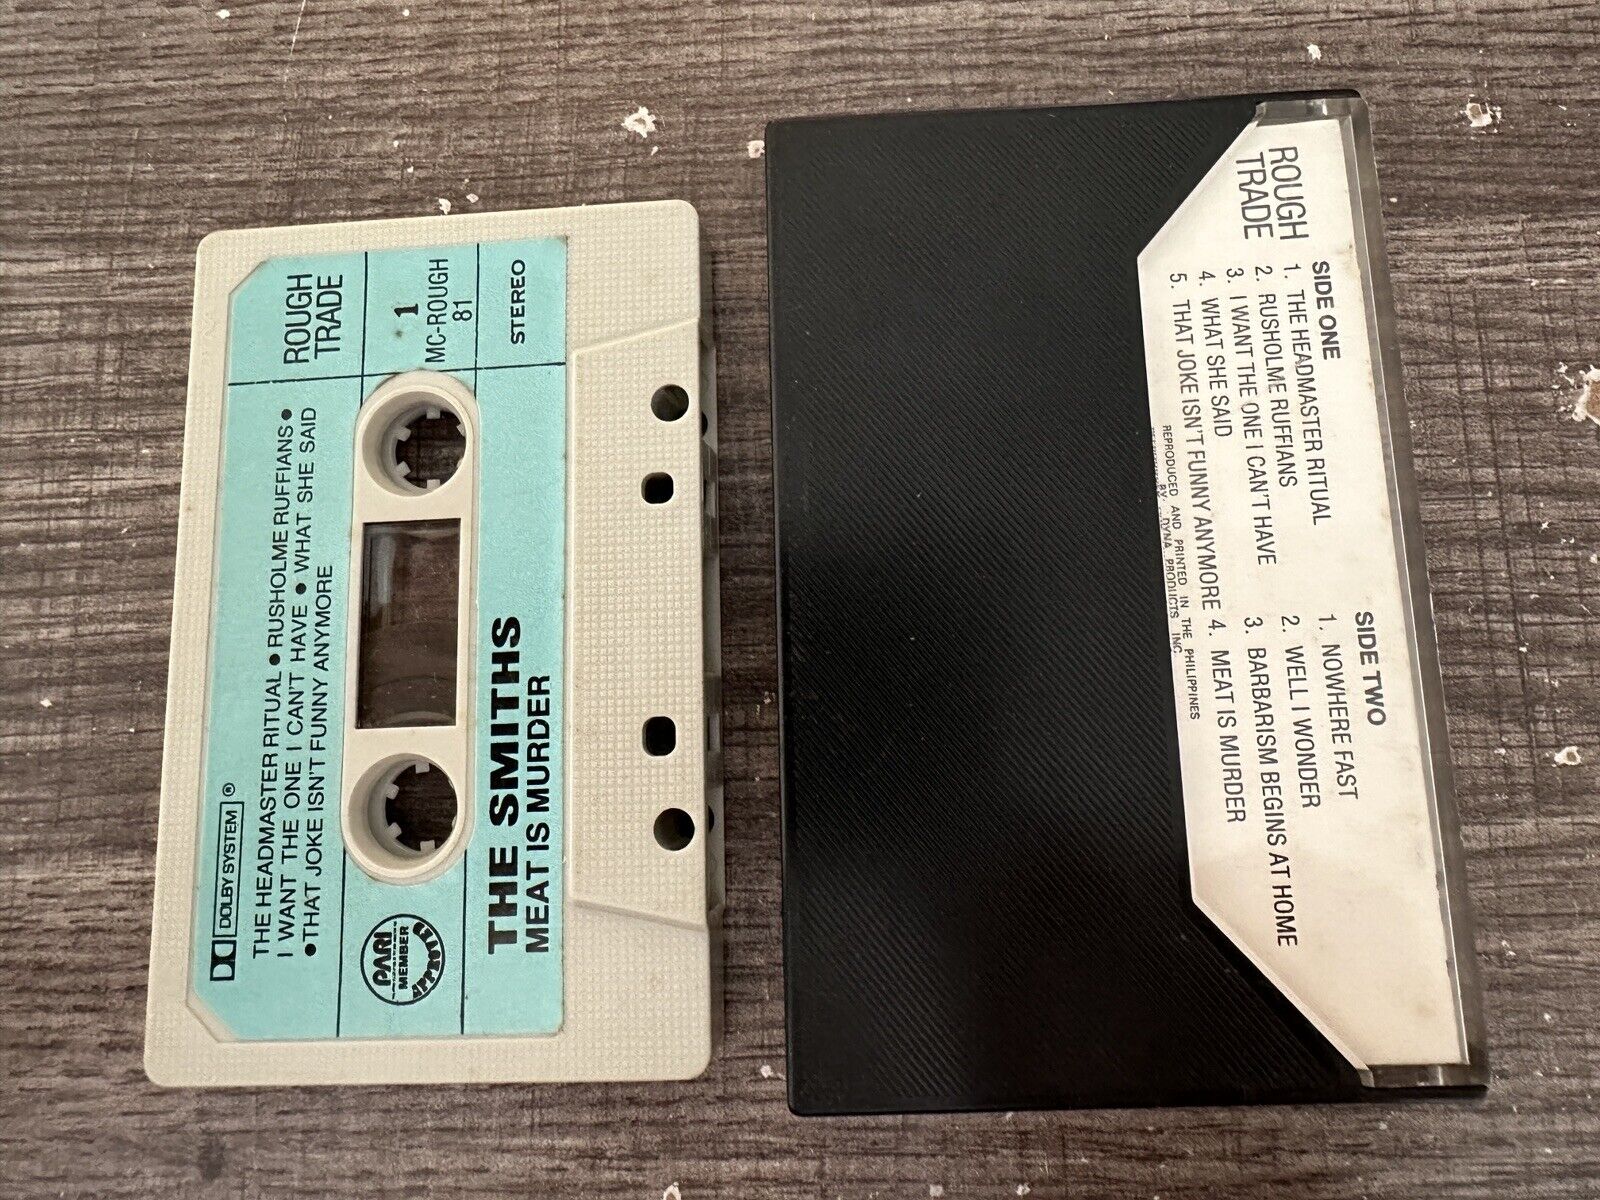 DOLBY SYSTEM ®
THE HEADMASTER RITUAL ● RUSHOLME RUFFIANS ●
I WANT THE ONE I CAN'T HAVE ● WHAT SHE SAID
● THAT JOKE ISN'T FUNNY ANYMORE
ROUGH
TRADE
1
MC-ROUGH
81
STEREO
PARI
MEMBER
APPROVED
THE SMITHS
MEAT IS MURDER
ROUGH
TRADE
SIDE ONE
1. THE HEADMASTER RITUAL
2. RUSHOLME RUFFIANS
3. I WANT THE ONE I CAN'T HAVE
4. WHAT SHE SAID
5. THAT JOKE ISN'T FUNNY ANYMORE
SIDE TWO
1. NOWHERE FAST
2. WELL I WONDER
3. BARBARISM BEGINS AT HOME
4. MEAT IS MURDER
REPRODUCED AND PRINTED IN THE PHILIPPINES
BY DYNA PRODUCTS INC.